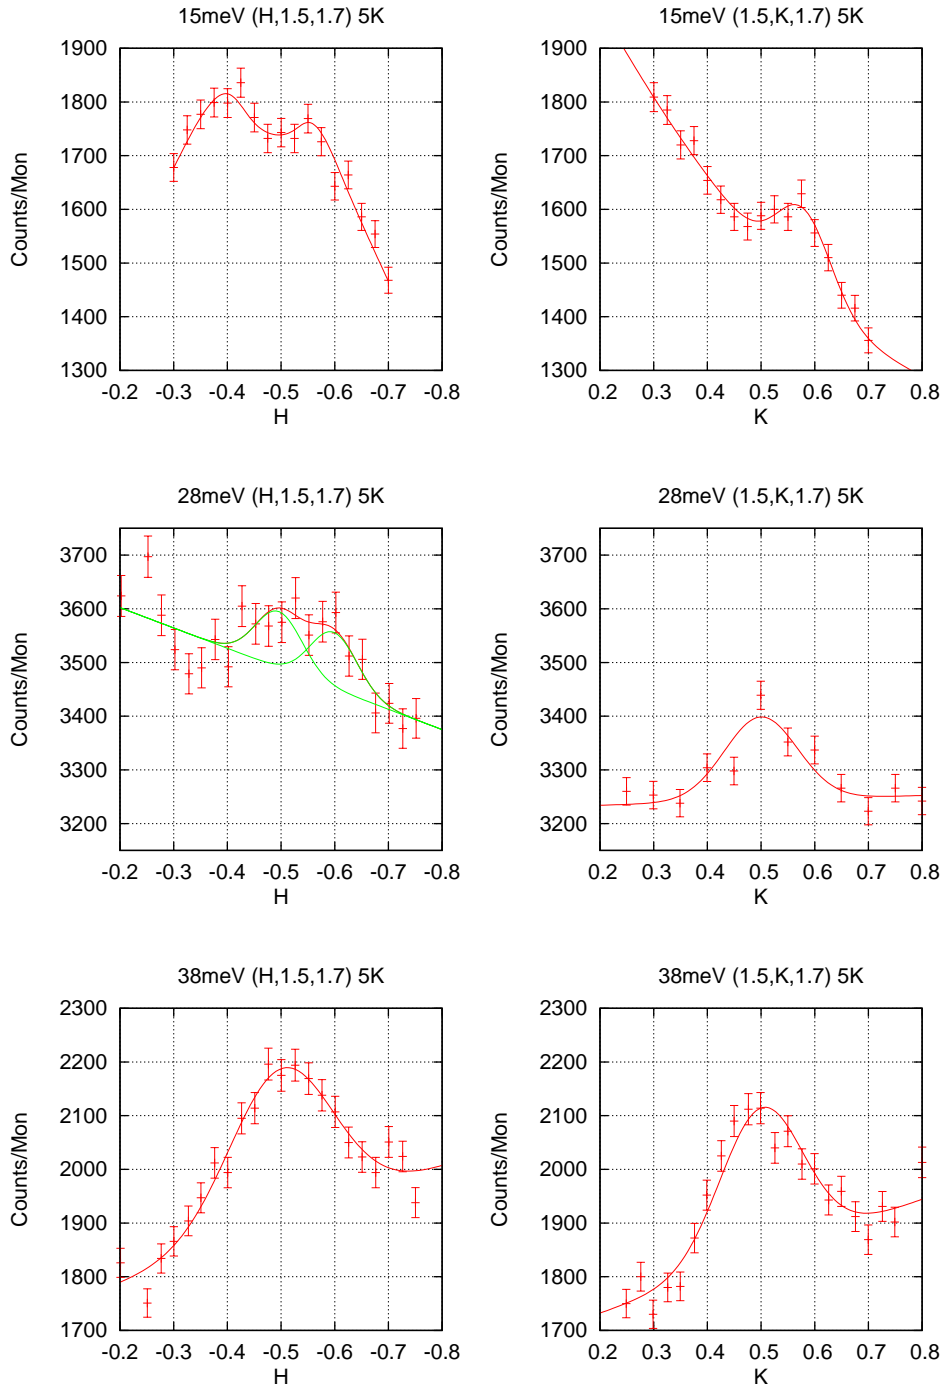 15meV (H,1.5,1.7) 5K
1900
1800
1700
1600
1500
1400
1300
Counts/Mon
-0.2 -0.3 -0.4 -0.5 -0.6 -0.7 -0.8
H
15meV (1.5,K,1.7) 5K
1900
1800
1700
1600
1500
1400
1300
Counts/Mon
0.2 0.3 0.4 0.5 0.6 0.7 0.8
K
28meV (H,1.5,1.7) 5K
3700
3600
3500
3400
3300
3200
Counts/Mon
-0.2 -0.3 -0.4 -0.5 -0.6 -0.7 -0.8
H
28meV (1.5,K,1.7) 5K
3700
3600
3500
3400
3300
3200
Counts/Mon
0.2 0.3 0.4 0.5 0.6 0.7 0.8
K
38meV (H,1.5,1.7) 5K
2300
2200
2100
2000
1900
1800
1700
Counts/Mon
-0.2 -0.3 -0.4 -0.5 -0.6 -0.7 -0.8
H
38meV (1.5,K,1.7) 5K
2300
2200
2100
2000
1900
1800
1700
Counts/Mon
0.2 0.3 0.4 0.5 0.6 0.7 0.8
K